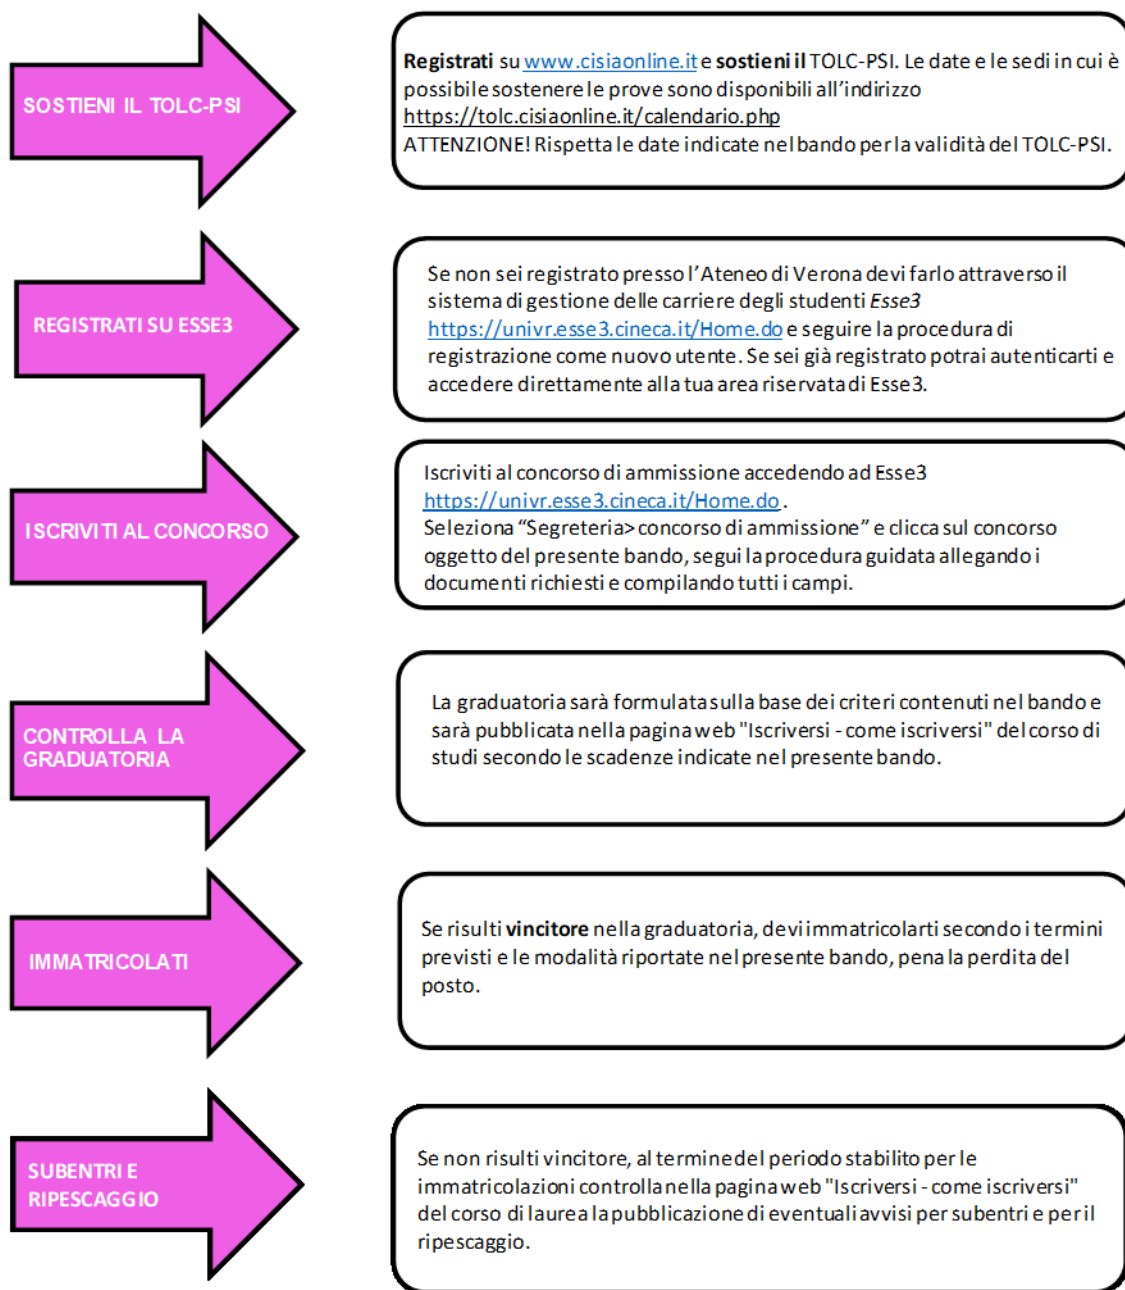 SOSTIENI IL TOLC-PSI
Registrati su www.cisiaonline.it e sostieni il TOLC-PSI. Le date e le sedi in cui è
possibile sostenere le prove sono disponibili all'indirizzo
https://tolc.cisiaonline.it/calendario.php
ATTENZIONE! Rispetta le date indicate nel bando per la validità del TOLC-PSI.
REGISTRATI SU ESSE3
Se non sei registrato presso l'Ateneo di Verona devi farlo attraverso il
sistema di gestione delle carriere degli studenti Esse3
https://univr.esse3.cineca.it/Home.do e seguire la procedura di
registrazione come nuovo utente. Se sei già registrato potrai autenticarti e
accedere direttamente alla tua area riservata di Esse3.
ISCRIVITI AL CONCORSO
Iscriviti al concorso di ammissione accedendo ad Esse3
https://univr.esse3.cineca.it/Home.do .
Seleziona "Segreteria> concorso di ammissione" e clicca sul concorso
oggetto del presente bando, segui la procedura guidata allegando i
documenti richiesti e compilando tutti i campi.
CONTROLLA LA
GRADUATORIA
La graduatoria sarà formulata sulla base dei criteri contenuti nel bando e
sarà pubblicata nella pagina web "Iscriversi - come iscriversi" del corso di
studi secondo le scadenze indicate nel presente bando.
IMMATRICOLATI
Se risulti vincitore nella graduatoria, devi immatricolarti secondo i termini
previsti e le modalità riportate nel presente bando, pena la perdita del
posto.
SUBENTRI E
RIPESCAGGIO
Se non risulti vincitore, al termine del periodo stabilito per le
immatricolazioni controlla nella pagina web "Iscriversi - come iscriversi"
del corso di laurea la pubblicazione di eventuali avvisi per subentri e per il
ripescaggio.